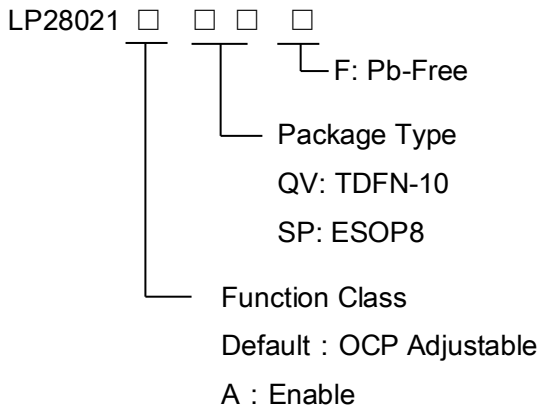 LP28021 □ □ □ □
F: Pb-Free
Package Type
QV: TDFN-10
SP: ESOP8
Function Class
Default：OCP Adjustable
A：Enable